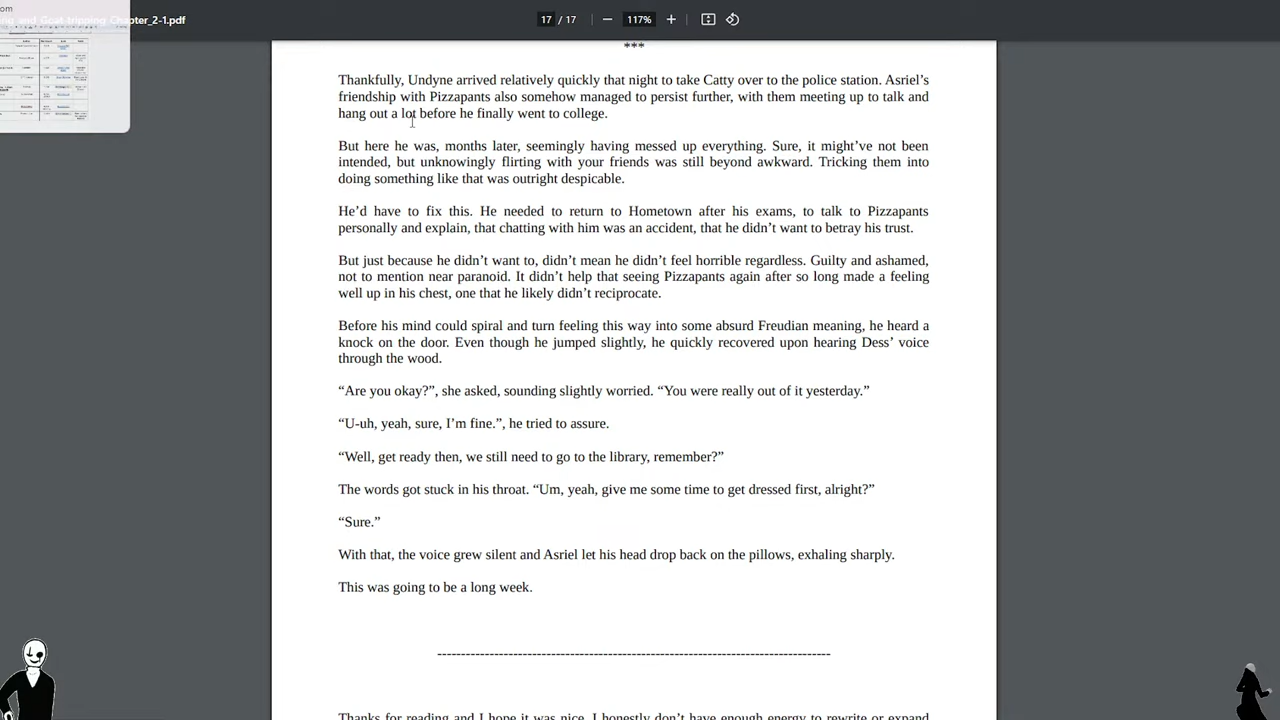 om
ng_and_Goat-tripping_Chapter_2-1.pdf
17 / 17
117%
***
Thankfully, Undyne arrived relatively quickly that night to take Catty over to the police station. Asriel’s
friendship with Pizzapants also somehow managed to persist further, with them meeting up to talk and
hang out a lot before he finally went to college.
But here he was, months later, seemingly having messed up everything. Sure, it might’ve not been
intended, but unknowingly flirting with your friends was still beyond awkward. Tricking them into
doing something like that was outright despicable.
He’d have to fix this. He needed to return to Hometown after his exams, to talk to Pizzapants
personally and explain, that chatting with him was an accident, that he didn’t want to betray his trust.
But just because he didn’t want to, didn’t mean he didn’t feel horrible regardless. Guilty and ashamed,
not to mention near paranoid. It didn’t help that seeing Pizzapants again after so long made a feeling
well up in his chest, one that he likely didn’t reciprocate.
Before his mind could spiral and turn feeling this way into some absurd Freudian meaning, he heard a
knock on the door. Even though he jumped slightly, he quickly recovered upon hearing Dess’ voice
through the wood.
“Are you okay?”, she asked, sounding slightly worried. “You were really out of it yesterday.”
“U-uh, yeah, sure, I’m fine.”, he tried to assure.
“Well, get ready then, we still need to go to the library, remember?”
The words got stuck in his throat. “Um, yeah, give me some time to get dressed first, alright?”
“Sure.”
With that, the voice grew silent and Asriel let his head drop back on the pillows, exhaling sharply.
This was going to be a long week.
--------------------------------------------------------------------------------
Thanks for reading and I hope it was nice. I honestly don’t have enough energy to rewrite or expand